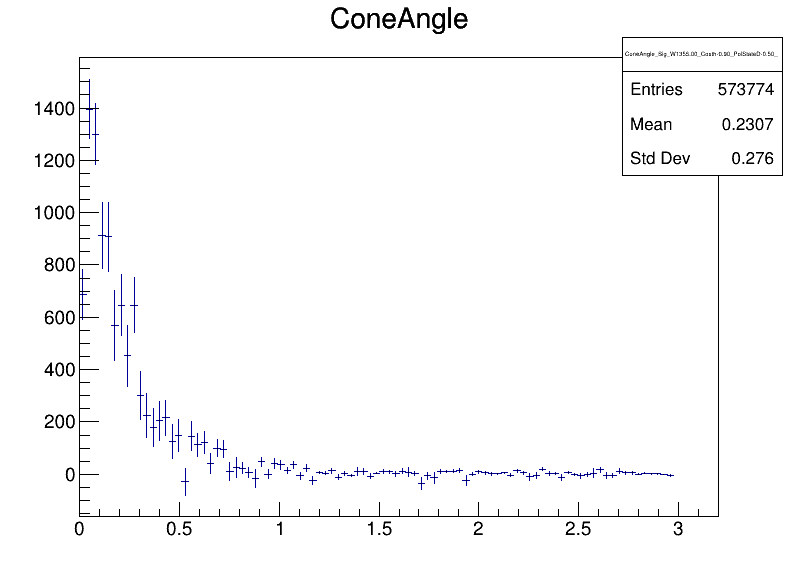 ConeAngle
ConeAngle_Sig_W1355.00_Costh-0.90_PolStateD-0.50_
Entries 573774
Mean 0.2307
Std Dev 0.276
1400
1200
1000
800
600
400
200
0
0 0.5 1 1.5 2 2.5 3